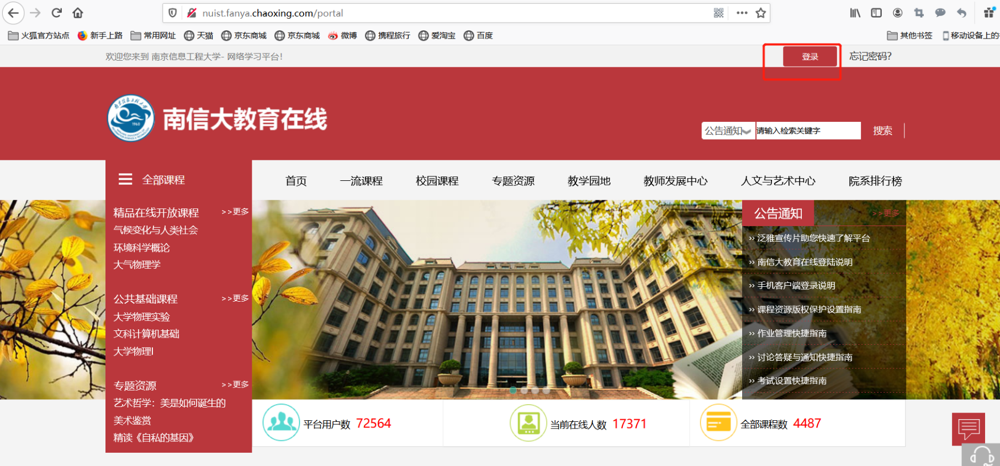 nuist.fanya.chaoxing.com/portal
火狐官方站点 新手上路 常用网址 天猫 京东商城 京东商城 微博 携程旅行 爱淘宝 百度 其他书签 移动设备上的
欢迎您来到 南京信息工程大学- 网络学习平台! 登录 忘记密码?
南信大教育在线
公告通知 请输入检索关键字 搜索
全部课程
首页 一流课程 校园课程 专题资源 教学园地 教师发展中心 人文与艺术中心 院系排行榜
精品在线开放课程 >>更多
气候变化与人类社会
环境科学概论
大气物理学
公共基础课程 >>更多
大学物理实验
文科计算机基础
大学物理I
专题资源 >>更多
艺术哲学：美是如何诞生的
美术鉴赏
精读《自私的基因》
公告通知 >>更多
›› 泛雅宣传片助您快速了解平台
›› 南信大教育在线登陆说明
›› 手机客户端登录说明
›› 课程资源版权保护设置指南
›› 作业管理快捷指南
›› 讨论答疑与通知快捷指南
›› 考试设置快捷指南
平台用户数 72564
当前在线人数 17371
全部课程数 4487